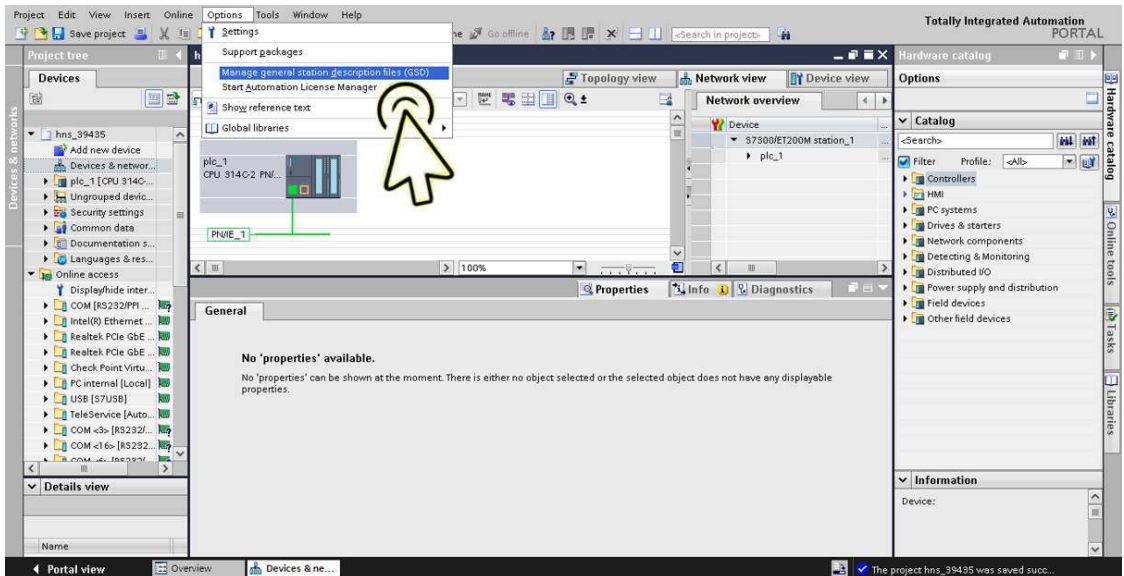 Project Edit View Insert Online Options Tools Window Help
Totally Integrated Automation
PORTAL
Save project
Go offline
<Search in project>
Settings
Support packages
Manage general station description files (GSD)
Start Automation License Manager
Show reference text
Global libraries
Project tree
Devices
Devices & networks
hns_39435
Add new device
Devices & networ...
plc_1 [CPU 314C-...
Ungrouped devic...
Security settings
Common data
Documentation s...
Languages & res...
Online access
Display/hide inter...
COM [RS232/PPI ...
Intel(R) Ethernet ...
Realtek PCIe GbE ...
Realtek PCIe GbE ...
Check Point Virtu...
PC internal [Local]
USB [S7USB]
TeleService [Auto...
COM <3> [RS232/...
COM <16> [RS232...
Details view
Name
Topology view
Network view
Device view
plc_1
CPU 314C-2 PN/...
PN/IE_1
100%
Network overview
Device
S7300/ET200M station_1
plc_1
Properties
Info
Diagnostics
General
No 'properties' available.
No 'properties' can be shown at the moment. There is either no object selected or the selected object does not have any displayable
properties.
Hardware catalog
Options
Catalog
<Search>
Filter Profile: <All>
Controllers
HMI
PC systems
Drives & starters
Network components
Detecting & Monitoring
Distributed I/O
Power supply and distribution
Field devices
Other field devices
Information
Device:
Hardware catalog
Online tools
Tasks
Libraries
Portal view
Overview
Devices & ne...
The project hns_39435 was saved succ...